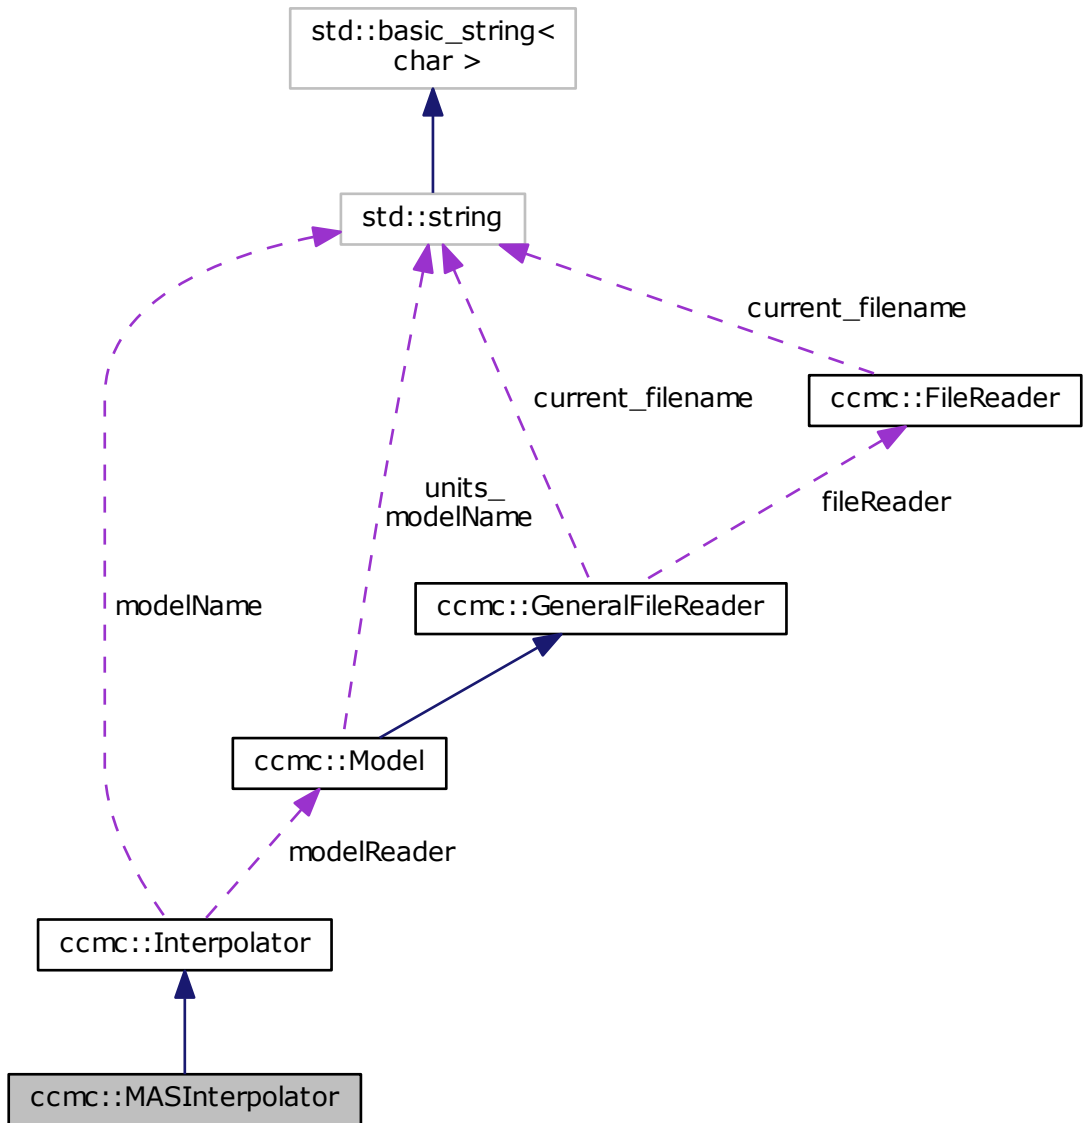 std::basic_string<
char >
std::string
current_filename
ccmc::FileReader
current_filename
units_
modelName
fileReader
ccmc::GeneralFileReader
modelName
ccmc::Model
modelReader
ccmc::Interpolator
ccmc::MASInterpolator